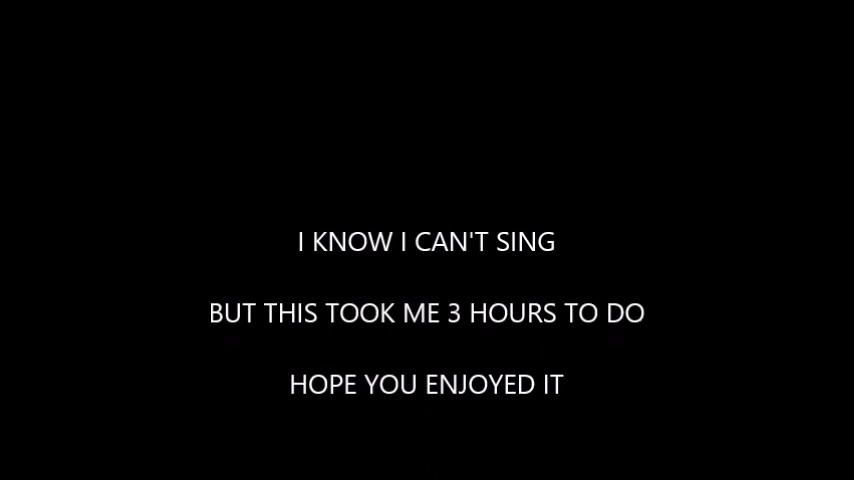 I KNOW I CAN'T SING
BUT THIS TOOK ME 3 HOURS TO DO
HOPE YOU ENJOYED IT